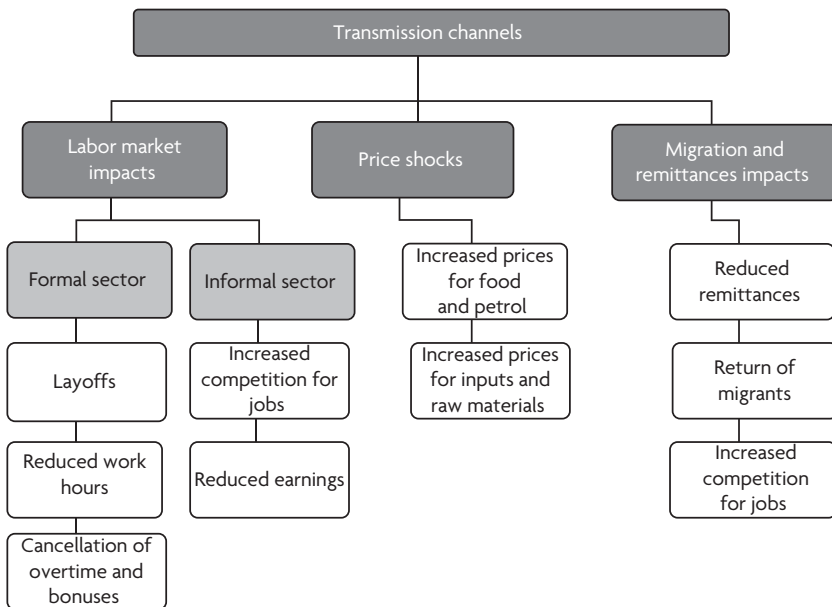 Transmission channels
Labor market
impacts
Price shocks
Migration and
remittances impacts
Formal sector
Informal sector
Increased prices
for food
and petrol
Reduced
remittances
Layoffs
Increased
competition for
jobs
Increased prices
for inputs and
raw materials
Return of
migrants
Reduced work
hours
Reduced earnings
Increased
competition
for jobs
Cancellation of
overtime and
bonuses